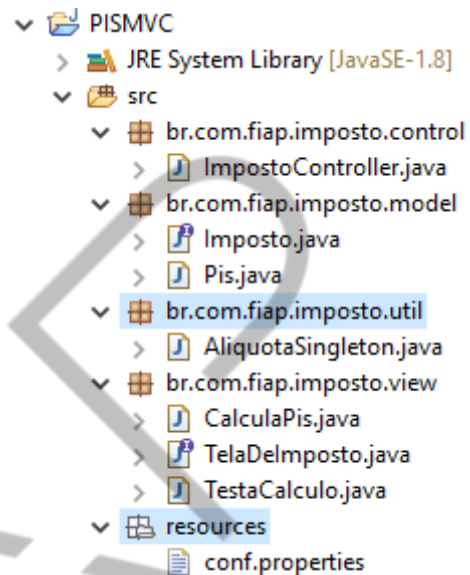 PISMVC
JRE System Library [JavaSE-1.8]
src
br.com.fiap.imposto.control
ImpostoController.java
br.com.fiap.imposto.model
Imposto.java
Pis.java
br.com.fiap.imposto.util
AliquotaSingleton.java
br.com.fiap.imposto.view
CalculaPis.java
TelaDeImposto.java
TestaCalculo.java
resources
conf.properties